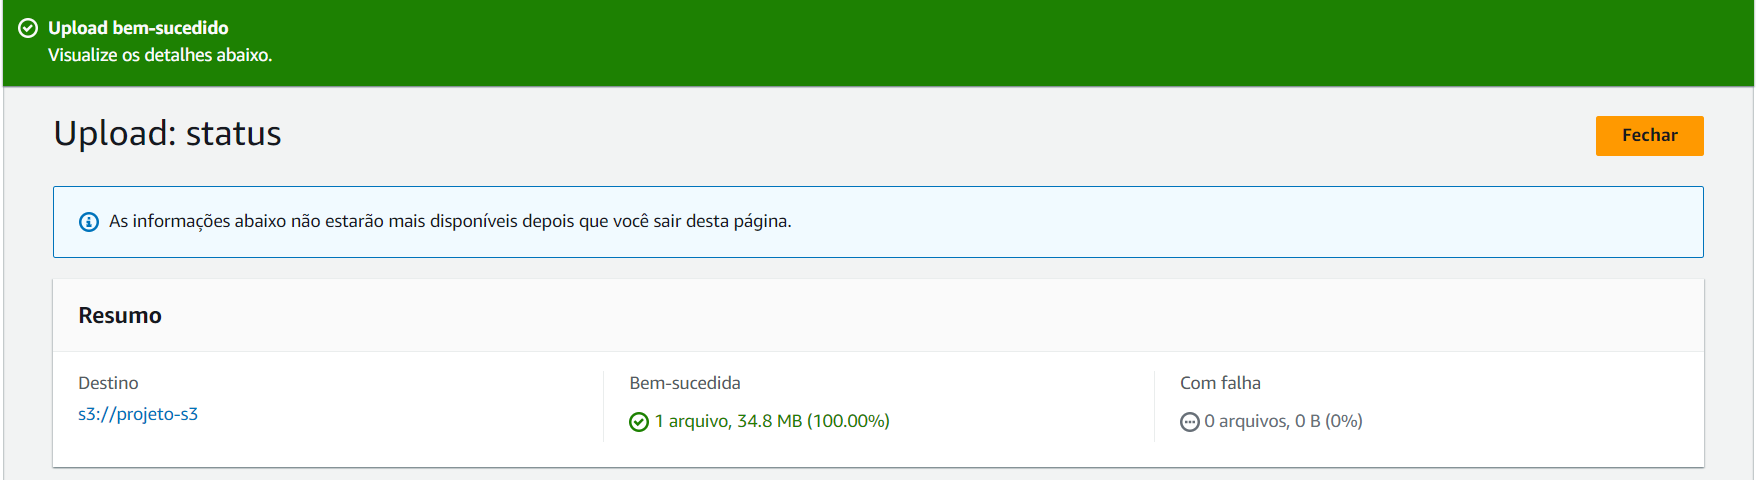 Upload bem-sucedido
Visualize os detalhes abaixo.
Upload: status
Fechar
As informações abaixo não estarão mais disponíveis depois que você sair desta página.
Resumo
Destino
s3://projeto-s3
Bem-sucedida
1 arquivo, 34.8 MB (100.00%)
Com falha
0 arquivos, 0 B (0%)